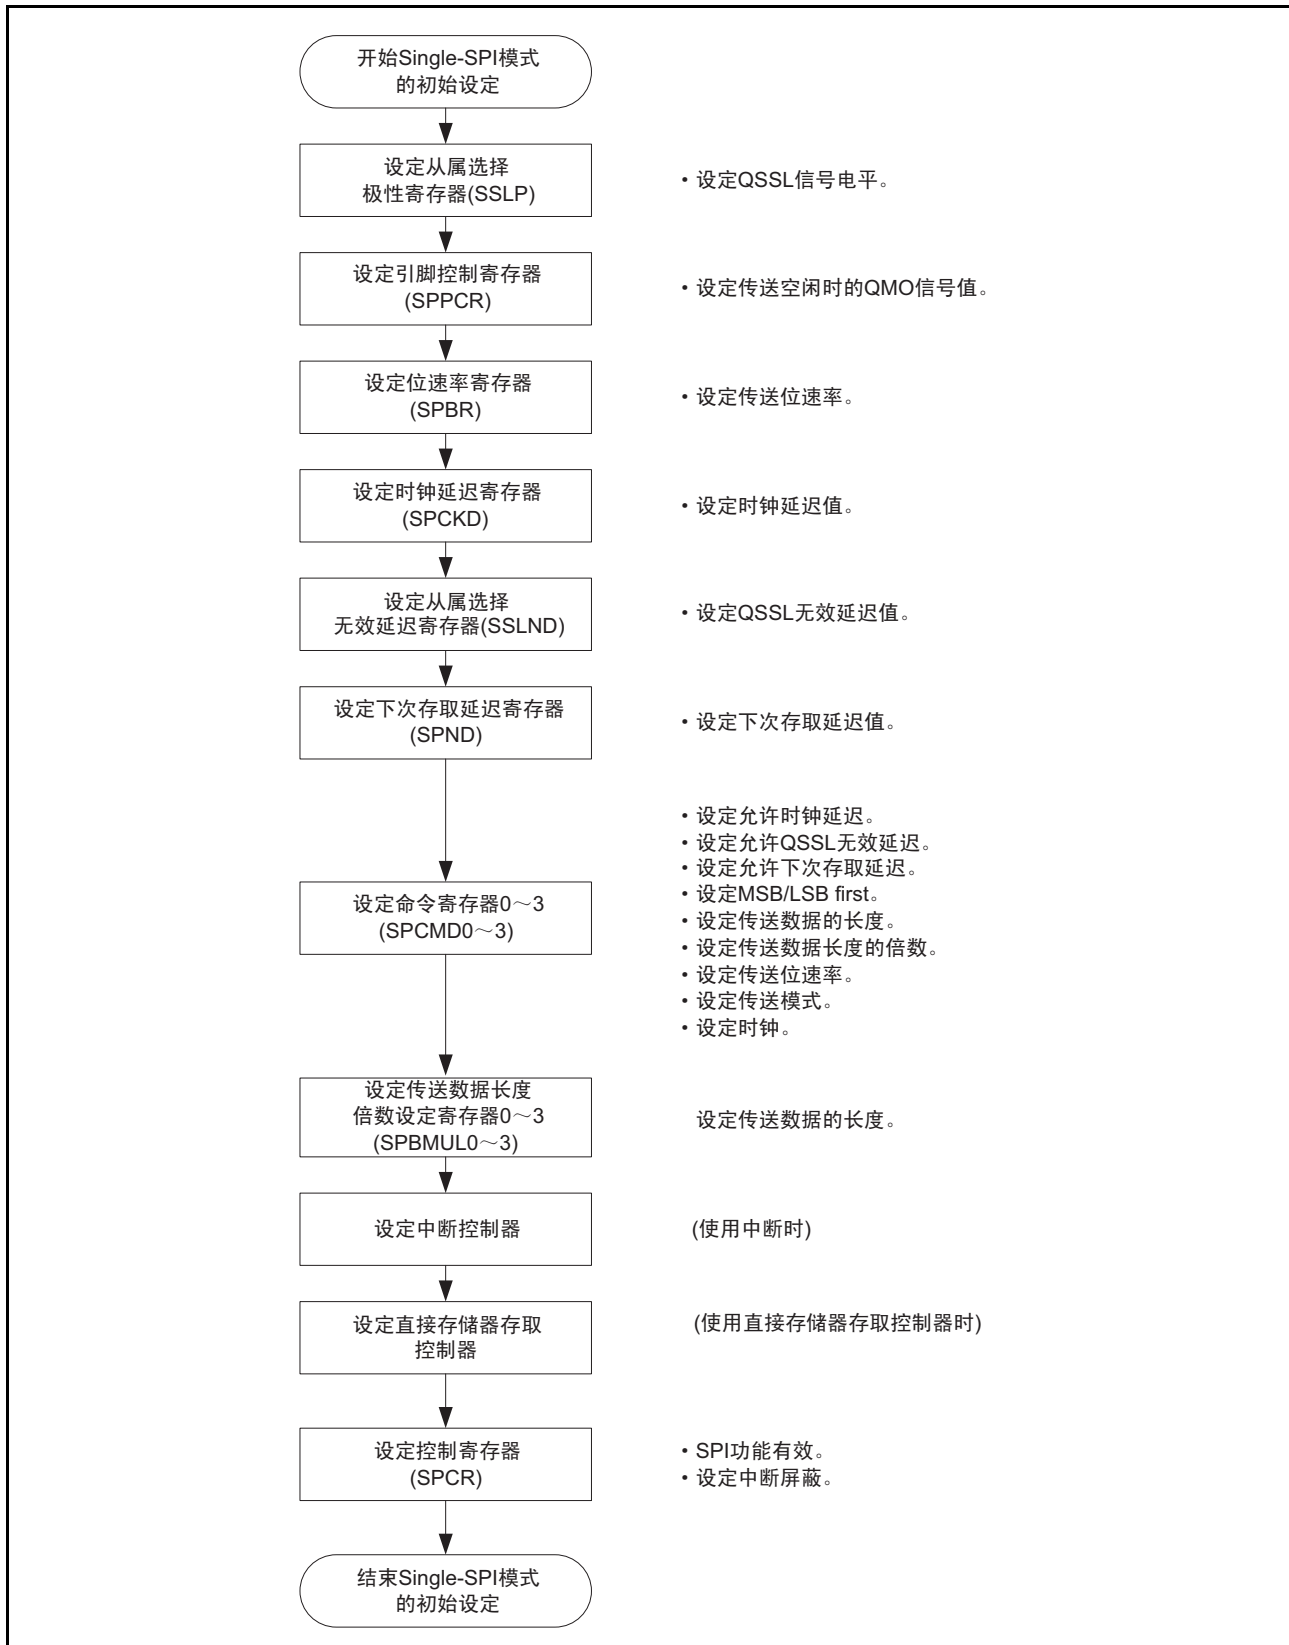 开始Single-SPI模式
的初始设定
设定从属选择
极性寄存器(SSLP)
•设定QSSL信号电平。
设定引脚控制寄存器
(SPPCR)
•设定传送空闲时的QMO信号值。
设定位速率寄存器
(SPBR)
•设定传送位速率。
设定时钟延迟寄存器
(SPCKD)
•设定时钟延迟值。
设定从属选择
无效延迟寄存器(SSLND)
•设定QSSL无效延迟值。
设定下次存取延迟寄存器
(SPND)
•设定下次存取延迟值。
设定命令寄存器0～3
(SPCMD0～3)
•设定允许时钟延迟。
•设定允许QSSL无效延迟。
•设定允许下次存取延迟。
•设定MSB/LSB first。
•设定传送数据的长度。
•设定传送数据长度的倍数。
•设定传送位速率。
•设定传送模式。
•设定时钟。
设定传送数据长度
倍数设定寄存器0～3
(SPBMUL0～3)
设定传送数据的长度。
设定中断控制器
(使用中断时)
设定直接存储器存取
控制器
(使用直接存储器存取控制器时)
设定控制寄存器
(SPCR)
•SPI功能有效。
•设定中断屏蔽。
结束Single-SPI模式
的初始设定